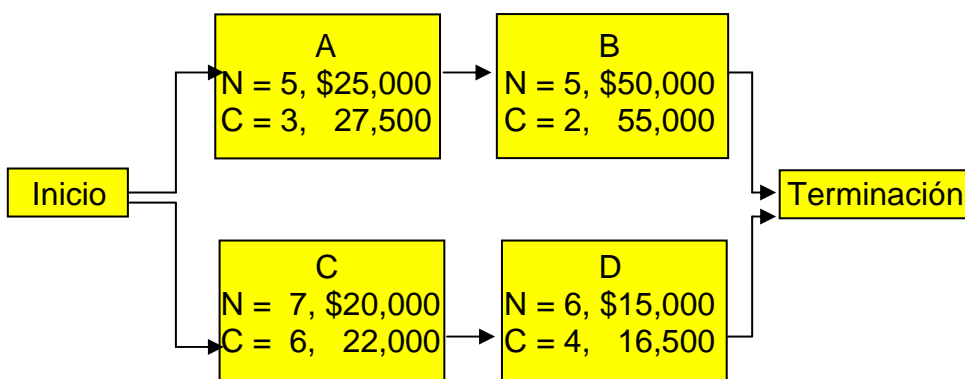 A
N = 5, $25,000
C = 3, 27,500
B
N = 5, $50,000
C = 2, 55,000
Inicio
Terminación
C
N = 7, $20,000
C = 6, 22,000
D
N = 6, $15,000
C = 4, 16,500